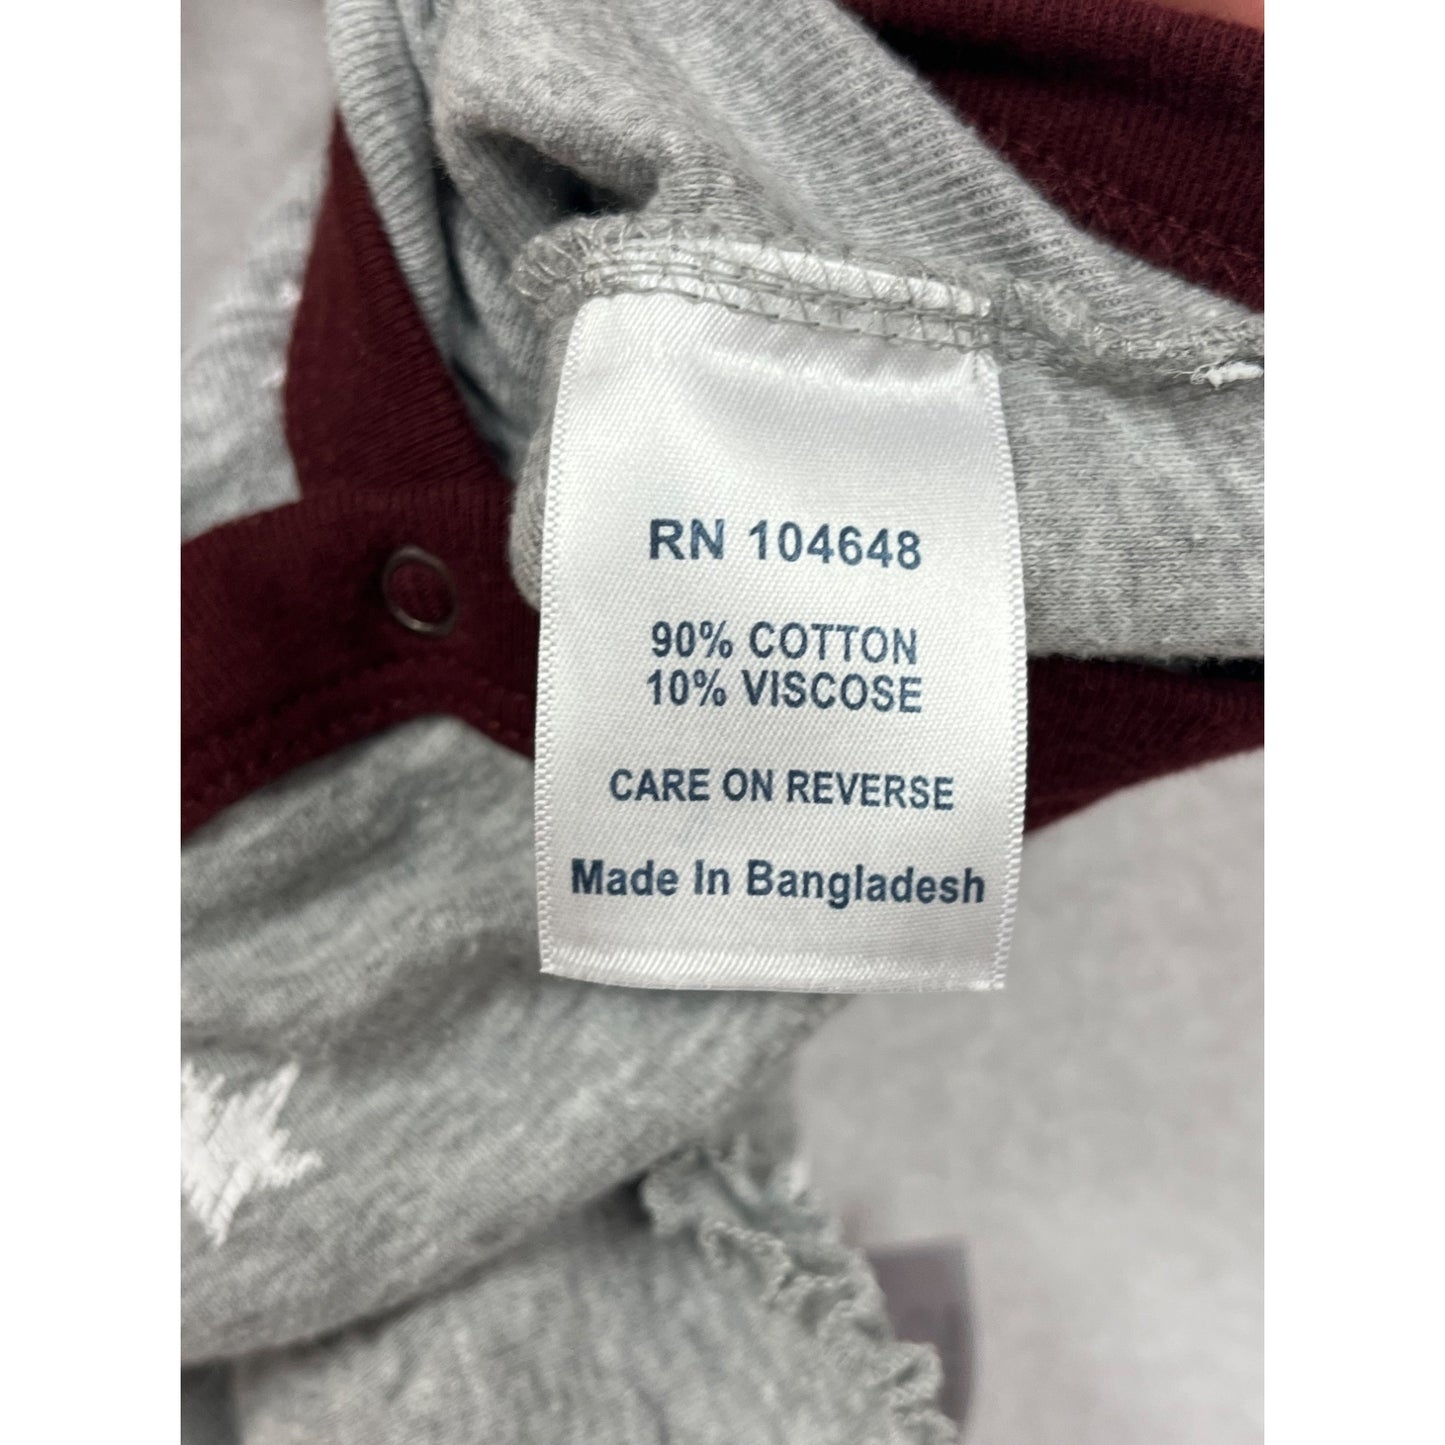 RN 104648
90% COTTON
10% VISCOSE
CARE ON REVERSE
Made In Bangladesh